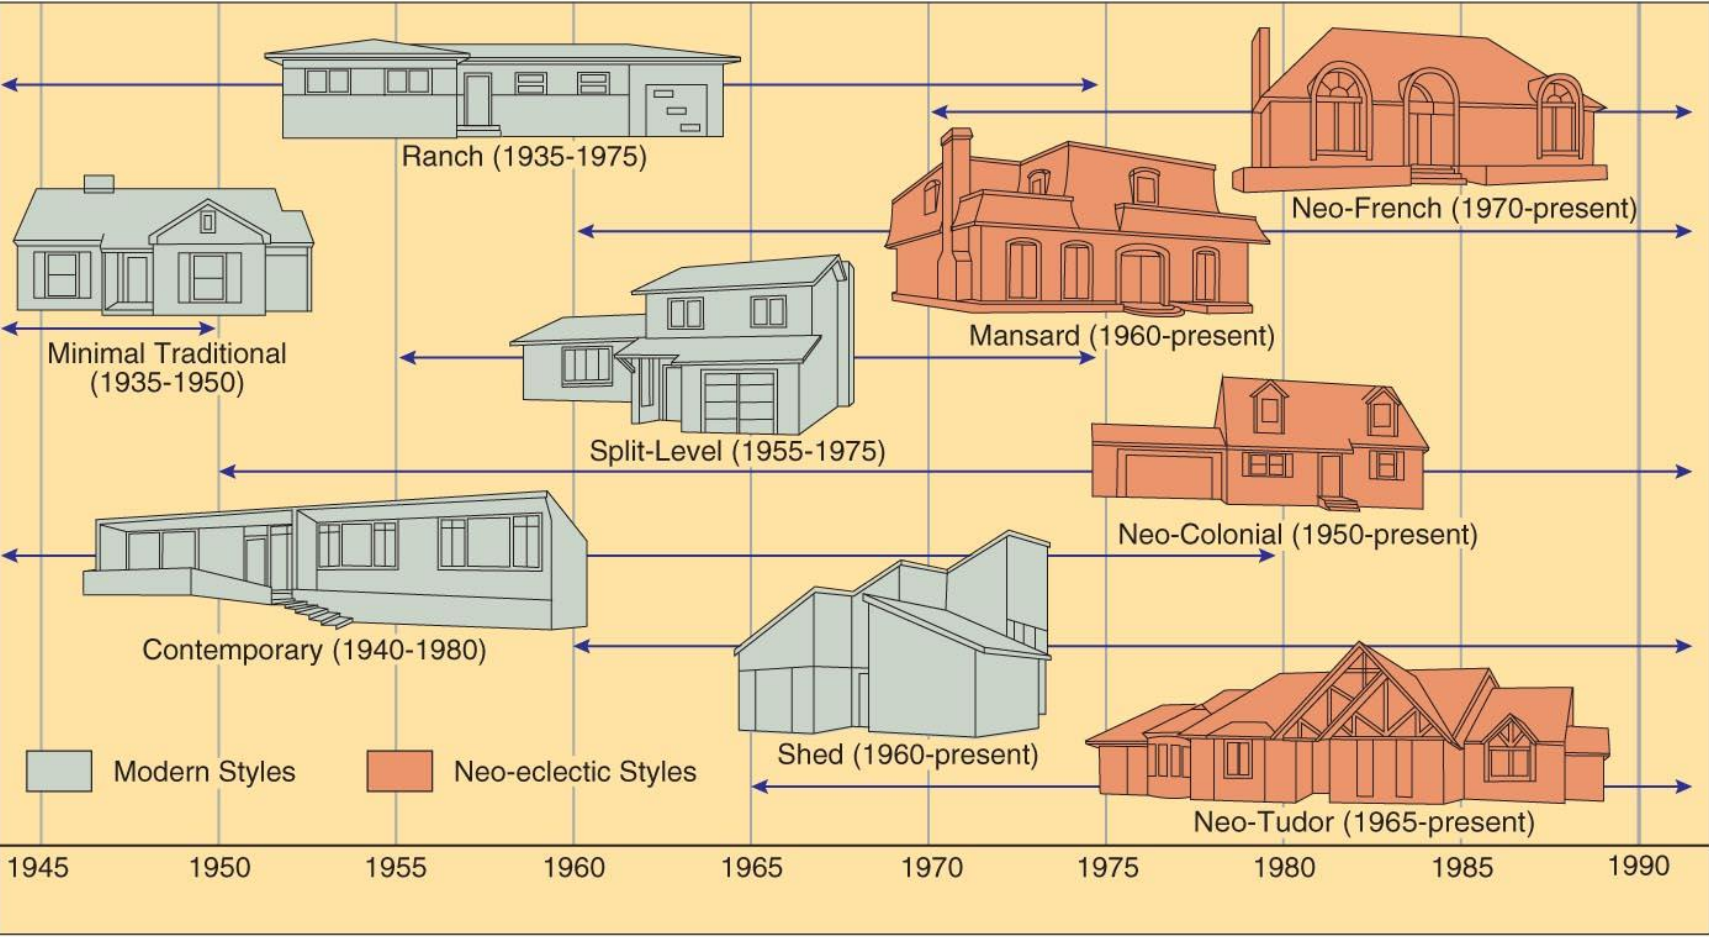 Ranch (1935-1975)
Neo-French (1970-present)
Mansard (1960-present)
Minimal Traditional
(1935-1950)
Split-Level (1955-1975)
Neo-Colonial (1950-present)
Contemporary (1940-1980)
Shed (1960-present)
Modern Styles
Neo-eclectic Styles
Neo-Tudor (1965-present)
1945 1950 1955 1960 1965 1970 1975 1980 1985 1990